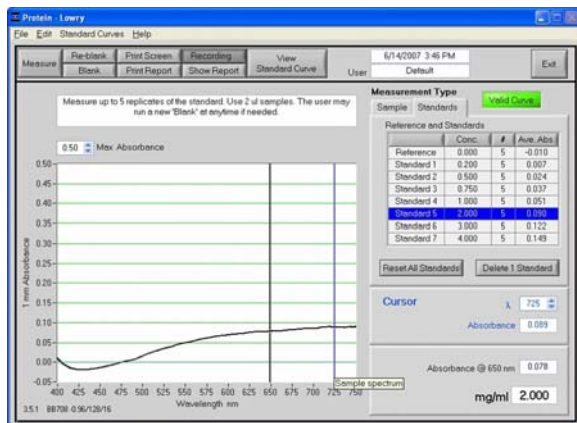 Protein - Lowry
File Edit Standard Curves Help
Measure
Re-blank
Print Screen
Recording
View Standard Curve
6/14/2007 3:46 PM
Exit
Blank
Print Report
Show Report
User
Default
Measure up to 5 replicates of the standard. Use 2 ul samples. The user may
run a new 'Blank' at anytime if needed.
Measurement Type
Sample Standards
Valid Curve
Reference and Standards
Conc. # Ave. Abs.
Reference 0.000 5 -0.010
Standard 1 0.200 5 0.007
Standard 2 0.500 5 0.024
Standard 3 0.750 5 0.037
Standard 4 1.000 5 0.051
Standard 5 2.000 5 0.090
Standard 6 3.000 5 0.122
Standard 7 4.000 5 0.149
Reset All Standards
Delete 1 Standard
0.50 Max Absorbance
1 mm Absorbance
0.50
0.45
0.40
0.35
0.30
0.25
0.20
0.15
0.10
0.05
0.00
-0.05
400 425 450 475 500 525 550 575 600 625 650 675 700 725 750
Wavelength nm
Sample spectrum
3.5.1 BB708 0.96/128/16
Cursor
λ 725
Absorbance 0.089
Absorbance @ 650 nm 0.078
mg/ml 2.000